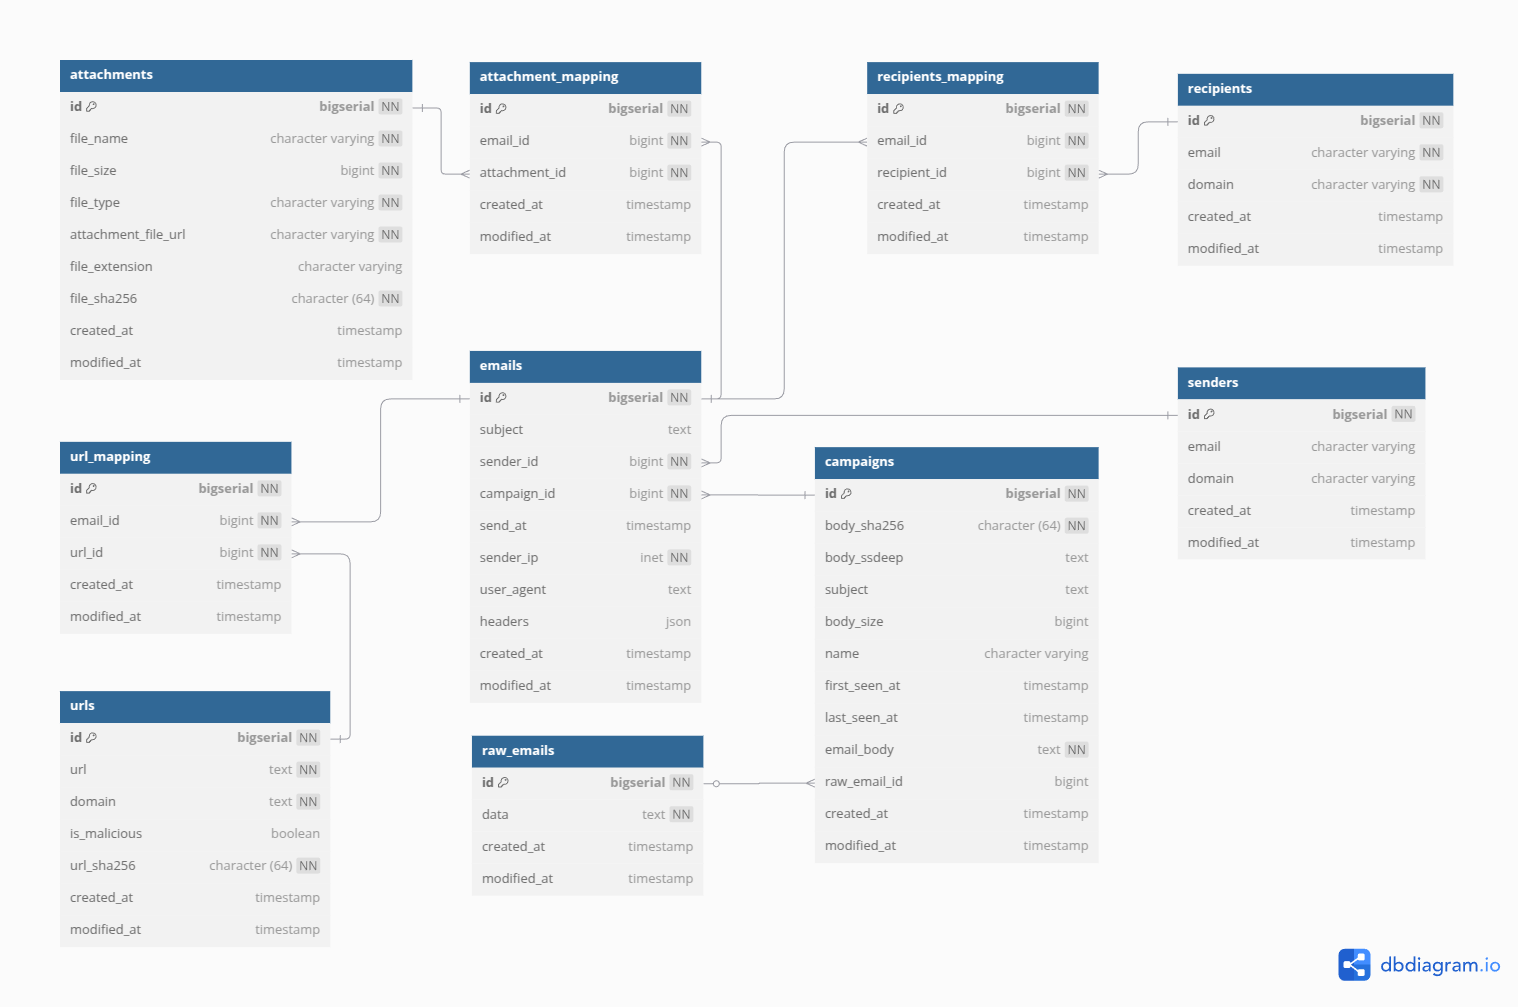 attachments
id bigserial NN
file_name character varying NN
file_size bigint NN
file_type character varying NN
attachment_file_url character varying NN
file_extension character varying
file_sha256 character (64) NN
created_at timestamp
modified_at timestamp
attachment_mapping
id bigserial NN
email_id bigint NN
attachment_id bigint NN
created_at timestamp
modified_at timestamp
recipients_mapping
id bigserial NN
email_id bigint NN
recipient_id bigint NN
created_at timestamp
modified_at timestamp
recipients
id bigserial NN
email character varying NN
domain character varying NN
created_at timestamp
modified_at timestamp
emails
id bigserial NN
subject text
sender_id bigint NN
campaign_id bigint NN
send_at timestamp
sender_ip inet NN
user_agent text
headers json
created_at timestamp
modified_at timestamp
senders
id bigserial NN
email character varying
domain character varying
created_at timestamp
modified_at timestamp
url_mapping
id bigserial NN
email_id bigint NN
url_id bigint NN
created_at timestamp
modified_at timestamp
campaigns
id bigserial NN
body_sha256 character (64) NN
body_ssdeep text
subject text
body_size bigint
name character varying
first_seen_at timestamp
last_seen_at timestamp
email_body text NN
raw_email_id bigint
created_at timestamp
modified_at timestamp
urls
id bigserial NN
url text NN
domain text NN
is_malicious boolean
url_sha256 character (64) NN
created_at timestamp
modified_at timestamp
raw_emails
id bigserial NN
data text NN
created_at timestamp
modified_at timestamp
dbdiagram.io